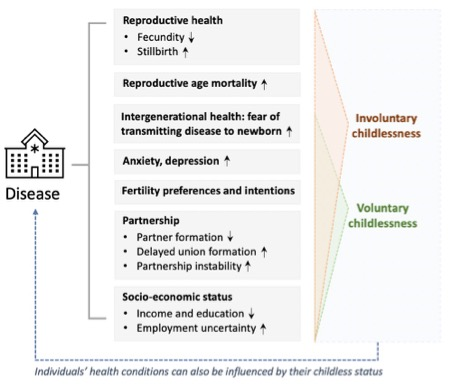 Reproductive health
• Fecundity ↓
• Stillbirth ↑
Reproductive age mortality ↑
Intergenerational health: fear of
transmitting disease to newborn ↑
Anxiety, depression ↑
Fertility preferences and intentions
Partnership
• Partner formation ↓
• Delayed union formation ↑
• Partnership instability ↑
Socio-economic status
• Income and education ↓
• Employment uncertainty ↑
Disease
Involuntary
childlessness
Voluntary
childlessness
Individuals' health conditions can also be influenced by their childless status